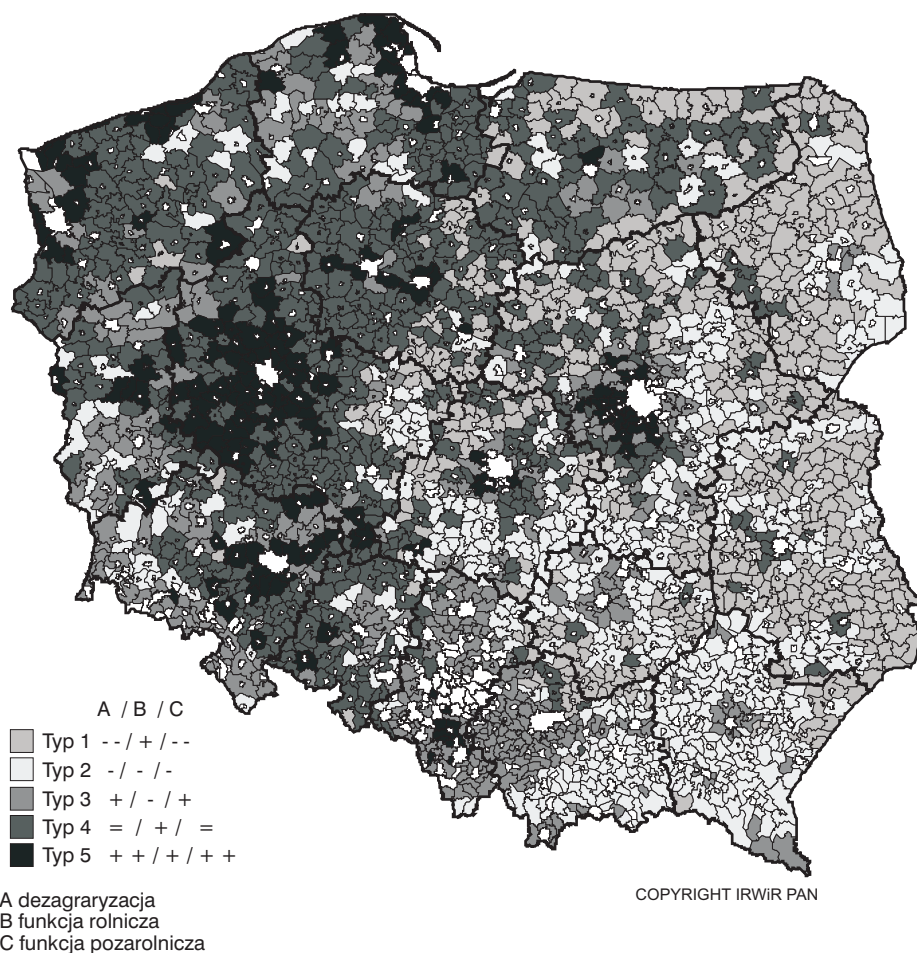 A / B / C
Typ 1 - - / + / - -
Typ 2 - / - / -
Typ 3 + / - / +
Typ 4 = / + / =
Typ 5 + + / + / + +
A dezagraryzacja
B funkcja rolnicza
C funkcja pozarolnicza
COPYRIGHT IRWiR PAN